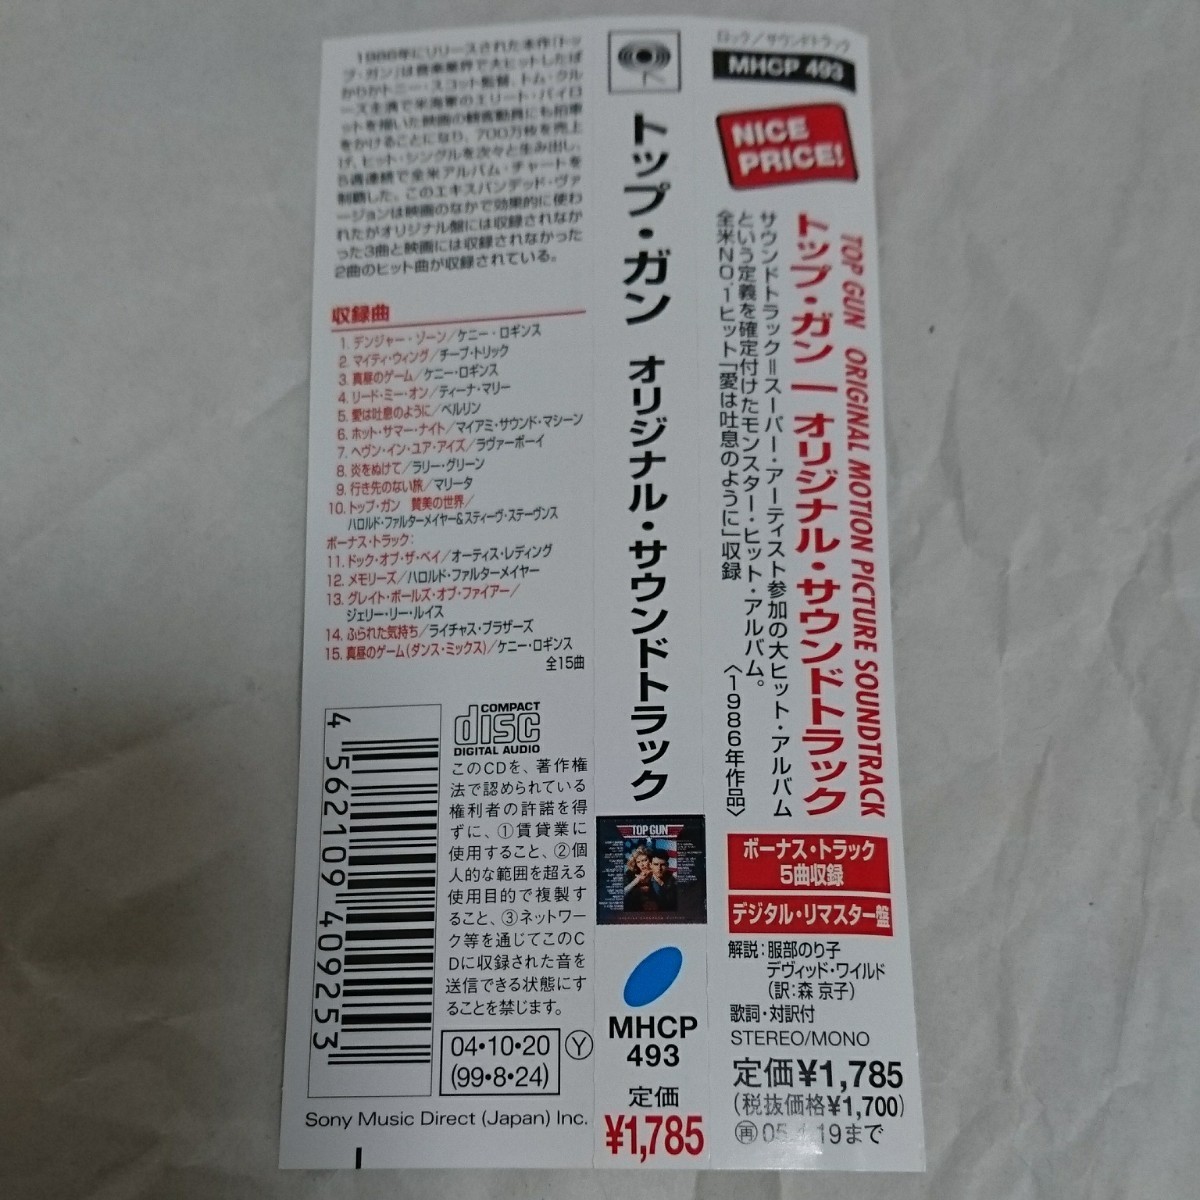 1986年にリリースされた本作『トッ
プ・ガン』は音楽業界で大ヒットしたば
かりかトニー・スコット監督、トム・クル
ーズ主演で米海軍のエリート・パイロ
ットを描いた映画の観客動員にも拍車
をかけることになり、700万枚を売上
げ、ヒット・シングルを次々と生み出し、
5週連続で全米アルバム・チャートを
制覇した。このエキスパンデッド・ヴァ
ージョンは映画のなかで効果的に使わ
れたがオリジナル盤には収録されなか
った3曲と映画には収録されなかった
2曲のヒット曲が収録されている。
収録曲
1. デンジャー・ゾーン/ケニー・ロギンス
2. マイティ・ウィング/チープ・トリック
3. 真昼のゲーム/ケニー・ロギンス
4. リード・ミー・オン/ティーナ・マリー
5. 愛は吐息のように/ベルリン
6. ホット・サマー・ナイト/マイアミ・サウンド・マシーン
7. ヘヴン・イン・ユア・アイズ/ラヴァーボーイ
8. 炎をぬけて/ラリー・グリーン
9. 行き先のない旅/マリータ
10. トップ・ガン 賛美の世界/
ハロルド・ファルターメイヤー&スティーヴ・スティーヴンス
ボーナス・トラック:
11. ドック・オブ・ザ・ベイ/オーティス・レディング
12. メモリーズ/ハロルド・ファルターメイヤー
13. グレイト・ボールズ・オブ・ファイアー/
ジェリー・リー・ルイス
14. ふられた気持ち/ライチャス・ブラザーズ
15. 真昼のゲーム(ダンス・ミックス)/ケニー・ロギンス
全15曲
4 562109 409253
COMPACT
disc
DIGITAL AUDIO
このCDを、著作権
法で認められている
権利者の許諾を得
ずに、①賃貸業に
使用すること、②個
人的な範囲を超える
使用目的で複製す
ること、③ネットワー
ク等を通じてこのC
Dに収録された音を
送信できる状態にす
ることを禁じます。
04・10・20
(99・8・24)
Y
Sony Music Direct (Japan) Inc.
トップ・ガン オリジナル・サウンドトラック
TOP GUN
MHCP
493
定価
¥1,785
ロック/サウンドトラック
MHCP 493
NICE
PRICE!
TOP GUN ORIGINAL MOTION PICTURE SOUNDTRACK
トップ・ガン|オリジナル・サウンドトラック
サウンドトラック=スーパー・アーティスト参加の大ヒット・アルバム
という定義を確定付けたモンスター・ヒット・アルバム。
全米NO.1ヒット「愛は吐息のように」収録
〈1986年作品〉
ボーナス・トラック
5曲収録
デジタル・リマスター盤
解説:服部のり子
デヴィッド・ワイルド
(訳:森 京子)
歌詞・対訳付
STEREO/MONO
定価¥1,785
(税抜価格¥1,700)
再 05.4.19まで